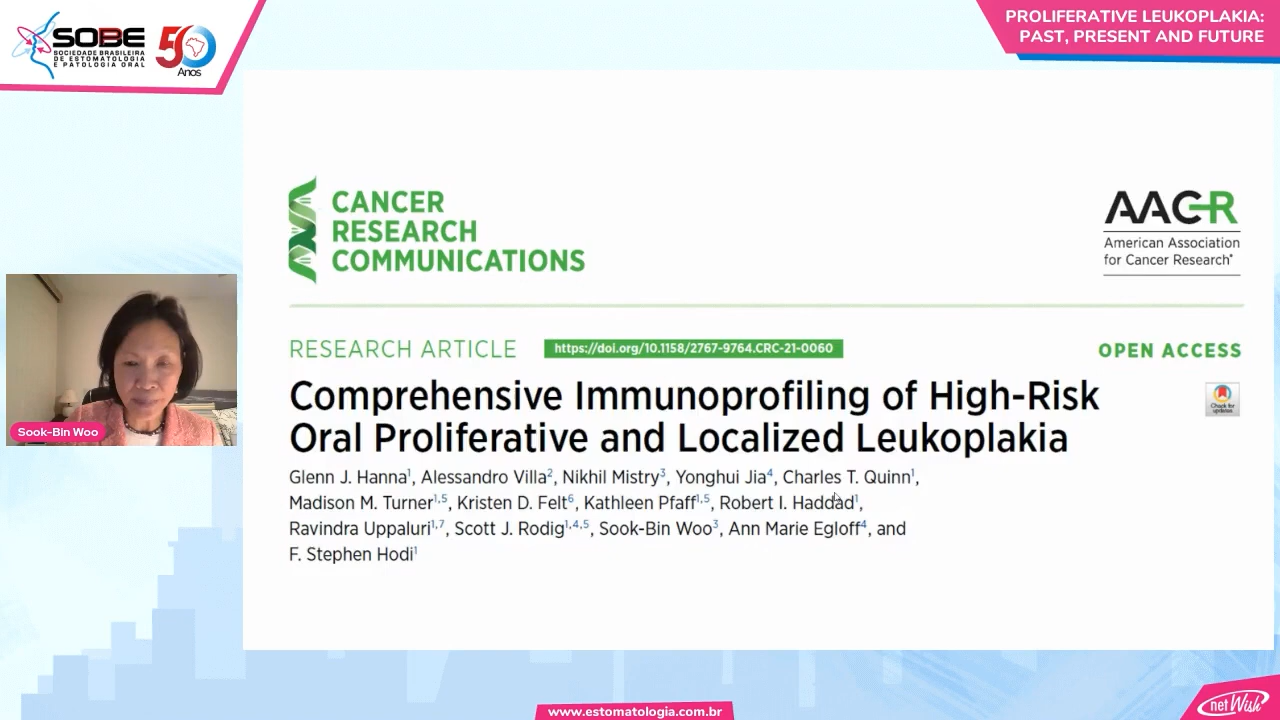 SOBE
SOCIEDADE BRASILEIRA
DE ESTOMATOLOGIA
E PATOLOGIA ORAL
50
Anos
PROLIFERATIVE LEUKOPLAKIA:
PAST, PRESENT AND FUTURE
CANCER
RESEARCH
COMMUNICATIONS
AACR
American Association
for Cancer Research®
RESEARCH ARTICLE
https://doi.org/10.1158/2767-9764.CRC-21-0060
OPEN ACCESS
Comprehensive Immunoprofiling of High-Risk
Oral Proliferative and Localized Leukoplakia
Check for
updates
Glenn J. Hanna¹, Alessandro Villa², Nikhil Mistry³, Yonghui Jia⁴, Charles T. Quinn¹,
Madison M. Turner¹,⁵, Kristen D. Felt⁶, Kathleen Pfaff¹,⁵, Robert I. Haddad¹,
Ravindra Uppaluri¹,⁷, Scott J. Rodig¹,⁴,⁵, Sook-Bin Woo³, Ann Marie Egloff⁴, and
F. Stephen Hodi¹
Sook-Bin Woo
www.estomatologia.com.br
netWish